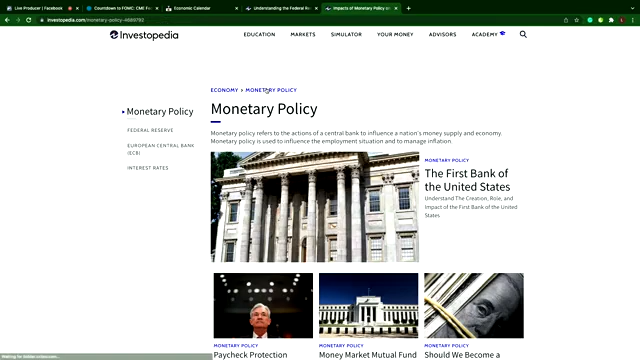 Live Producer | Facebook
Countdown to FOMC: CME Fe
Economic Calendar
Understanding the Federal Re
Impacts of Monetary Policy on
investopedia.com/monetary-policy-4689792
Investopedia
EDUCATION MARKETS SIMULATOR YOUR MONEY ADVISORS ACADEMY
ECONOMY > MONETARY POLICY
Monetary Policy
FEDERAL RESERVE
EUROPEAN CENTRAL BANK
(ECB)
INTEREST RATES
Monetary Policy
Monetary policy refers to the actions of a central bank to influence a nation's money supply and economy.
Monetary policy is used to influence the employment situation and to manage inflation.
MONETARY POLICY
The First Bank of
the United States
Understand The Creation, Role, and
Impact of the First Bank of the United
States
MONETARY POLICY
Paycheck Protection
MONETARY POLICY
Money Market Mutual Fund
MONETARY POLICY
Should We Become a